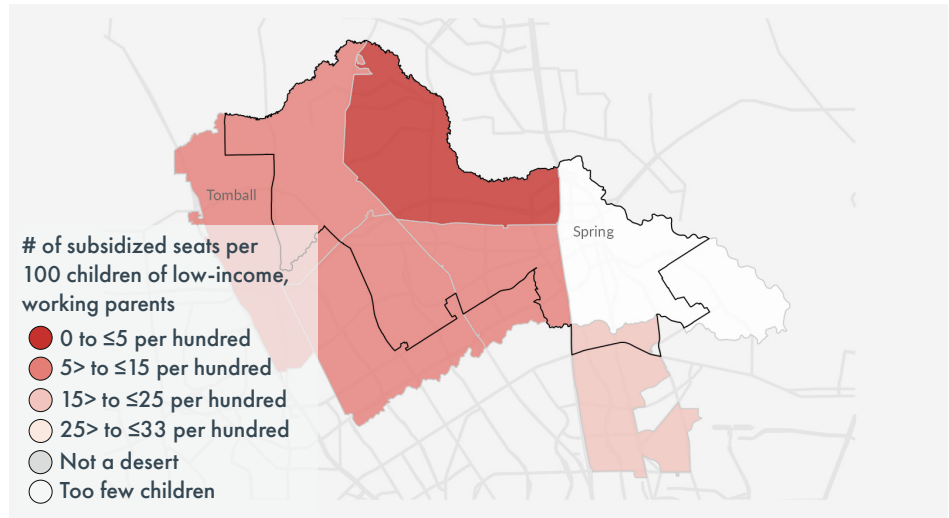 Tomball
Spring
# of subsidized seats per
100 children of low-income,
working parents
0 to ≤5 per hundred
5> to ≤15 per hundred
15> to ≤25 per hundred
25> to ≤33 per hundred
Not a desert
Too few children